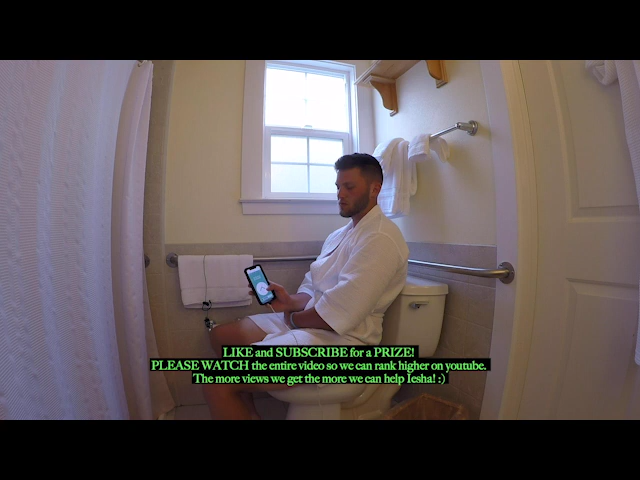 LIKE and SUBSCRIBE for a PRIZE!
PLEASE WATCH the entire video so we can rank higher on youtube.
The more views we get the more we can help Iesha! :)